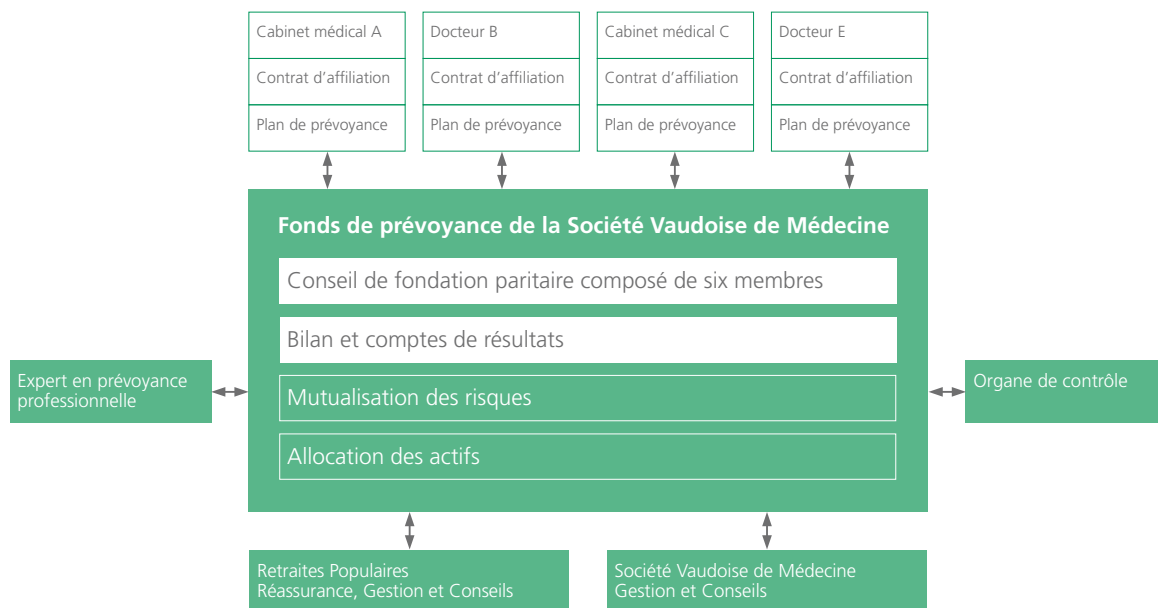 Cabinet médical A
Contrat d'affiliation
Plan de prévoyance
Docteur B
Contrat d'affiliation
Plan de prévoyance
Cabinet médical C
Contrat d'affiliation
Plan de prévoyance
Docteur E
Contrat d'affiliation
Plan de prévoyance
Fonds de prévoyance de la Société Vaudoise de Médecine
Conseil de fondation paritaire composé de six membres
Bilan et comptes de résultats
Mutualisation des risques
Allocation des actifs
Expert en prévoyance
professionnelle
Organe de contrôle
Retraites Populaires
Réassurance, Gestion et Conseils
Société Vaudoise de Médecine
Gestion et Conseils